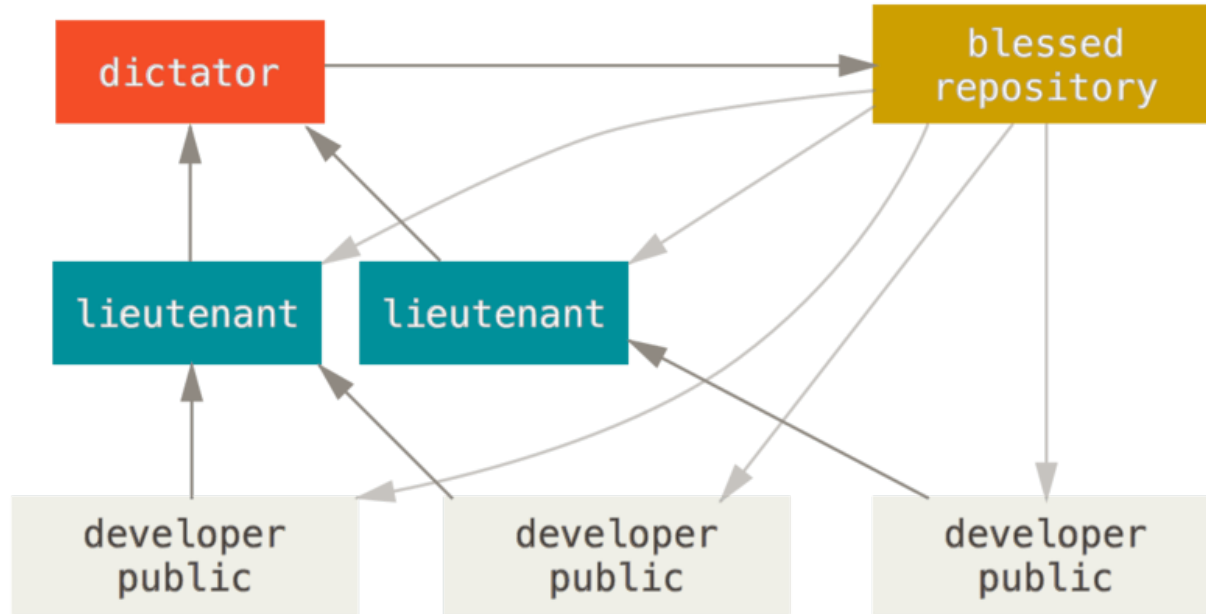 dictator
blessed
repository
lieutenant
lieutenant
developer
public
developer
public
developer
public